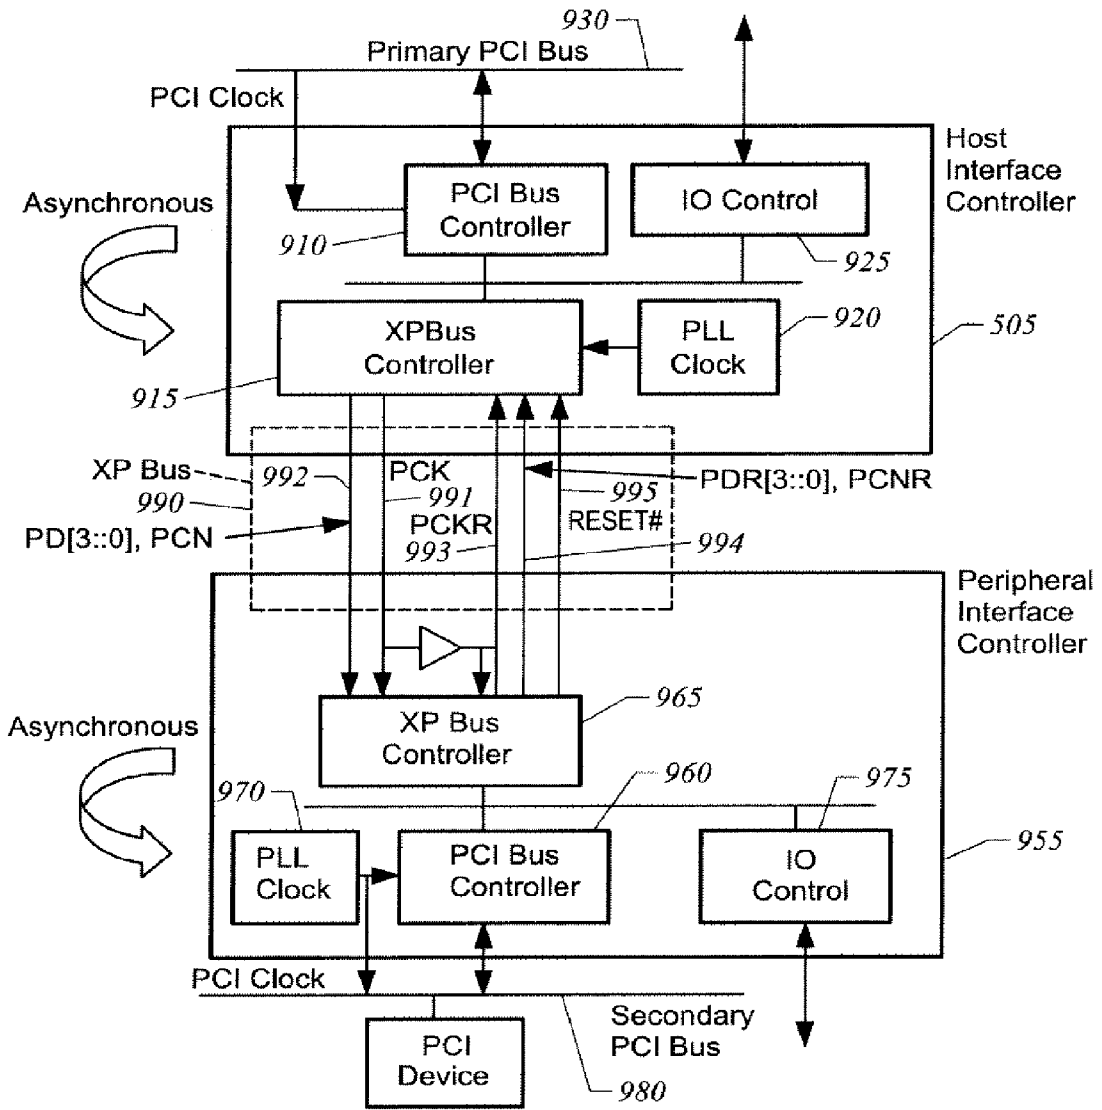 930
Primary PCI Bus
PCI Clock
Host
Interface
Controller
Asynchronous
PCI Bus
Controller
910
IO Control
925
XPBus
Controller
915
PLL
Clock
920
505
XP Bus
990
992
PCK
991
PDR[3::0], PCNR
995
PD[3::0], PCN
PCKR
993
RESET#
994
Peripheral
Interface
Controller
965
XP Bus
Controller
Asynchronous
970
960
975
PLL
Clock
PCI Bus
Controller
IO
Control
955
PCI Clock
Secondary
PCI Bus
PCI
Device
980